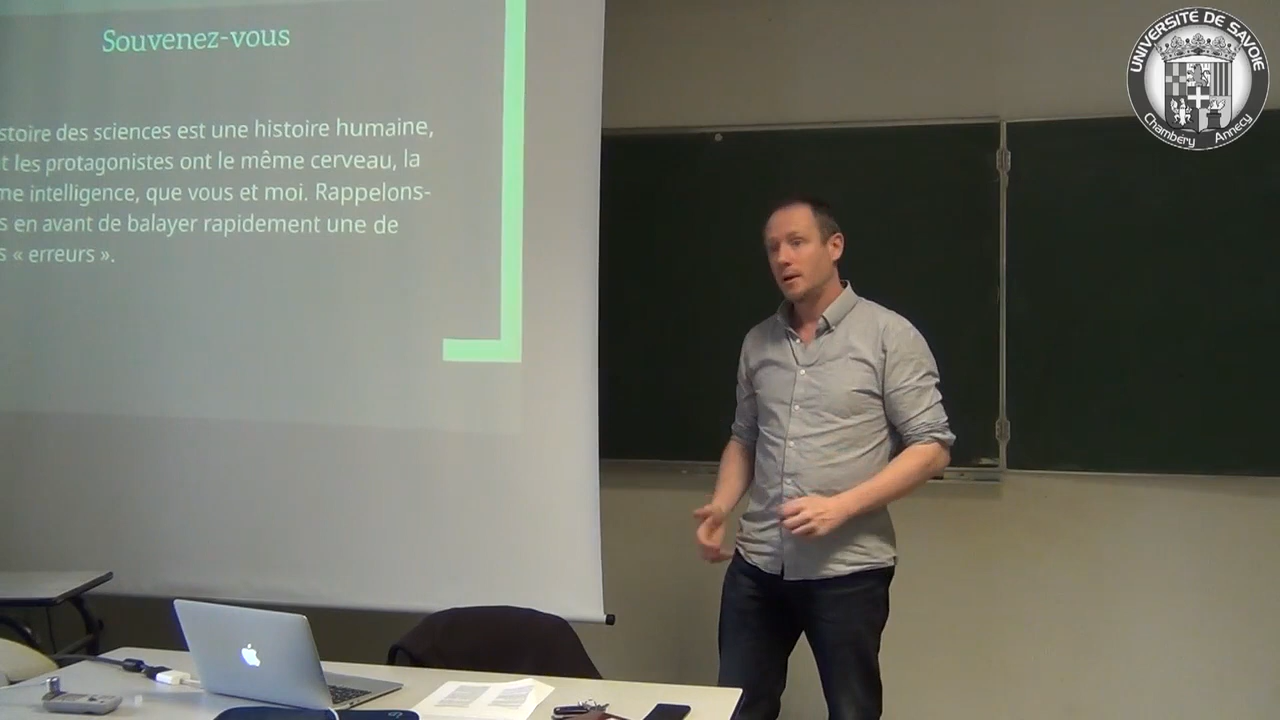 Souvenez-vous
stoire des sciences est une histoire humaine,
t les protagonistes ont le même cerveau, la
me intelligence, que vous et moi. Rappelons-
s en avant de balayer rapidement une de
s « erreurs ».
UNIVERSITÉ DE SAVOIE
Chambéry Annecy